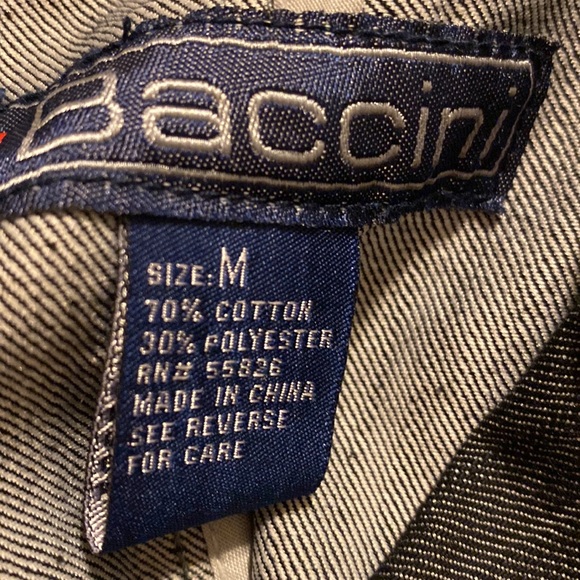 Baccini
SIZE: M
70% COTTON
30% POLYESTER
RN# 55826
MADE IN CHINA
SEE REVERSE
FOR CARE